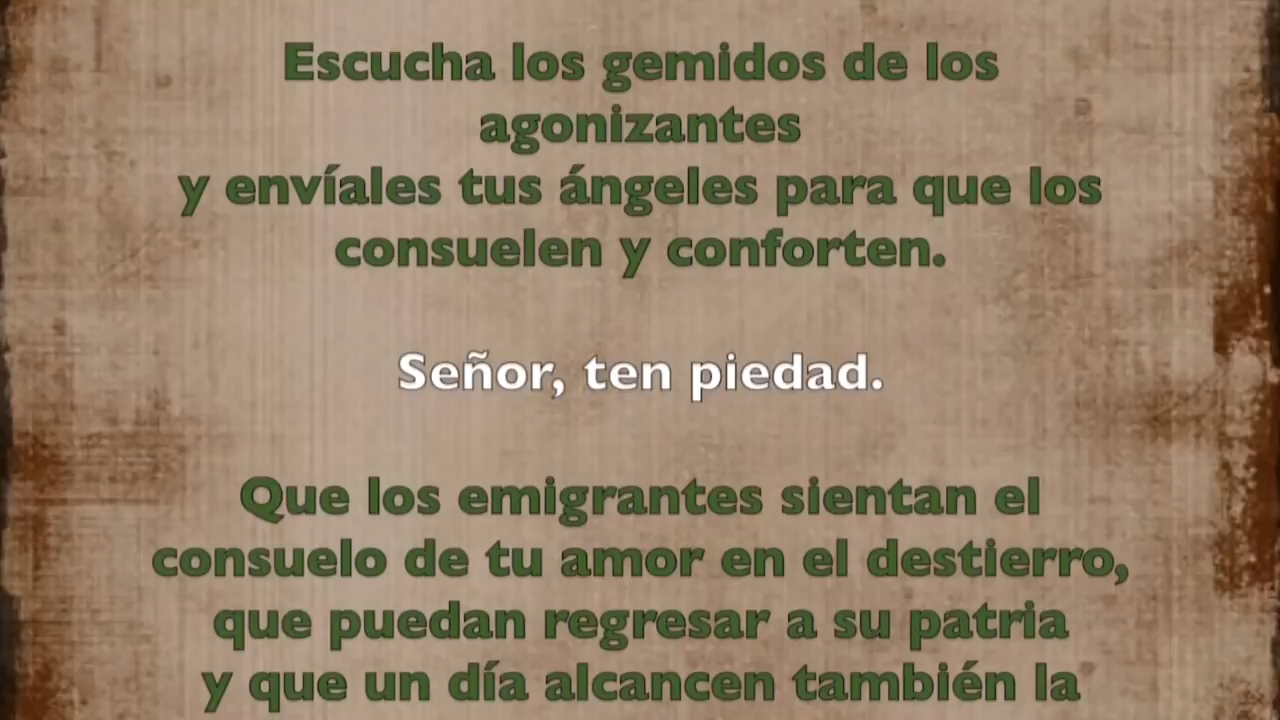 Escucha los gemidos de los
agonizantes
y envíales tus ángeles para que los
consuelen y conforten.
Señor, ten piedad.
Que los emigrantes sientan el
consuelo de tu amor en el destierro,
que puedan regresar a su patria
y que un día alcancen también la